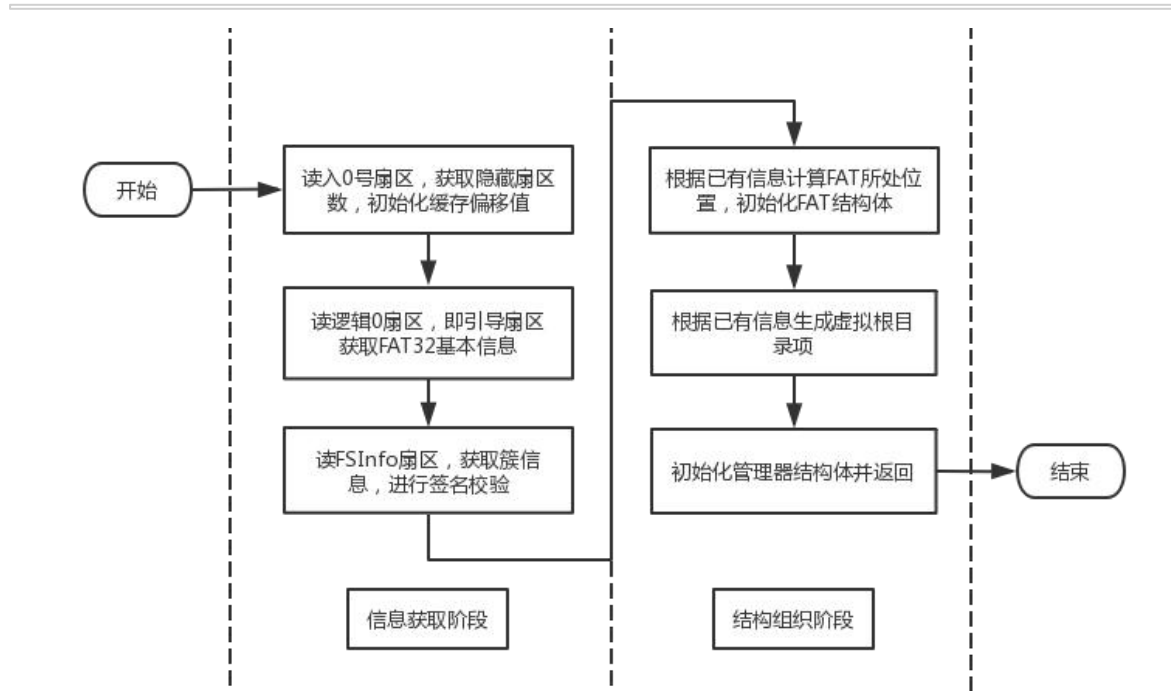 开始
读入0号扇区，获取隐藏扇区
数，初始化缓存偏移值
读逻辑0扇区，即引导扇区
获取FAT32基本信息
读FSInfo扇区，获取簇信
息，进行签名校验
信息获取阶段
根据已有信息计算FAT所处位
置，初始化FAT结构体
根据已有信息生成虚拟根目
录项
初始化管理器结构体并返回
结构组织阶段
结束